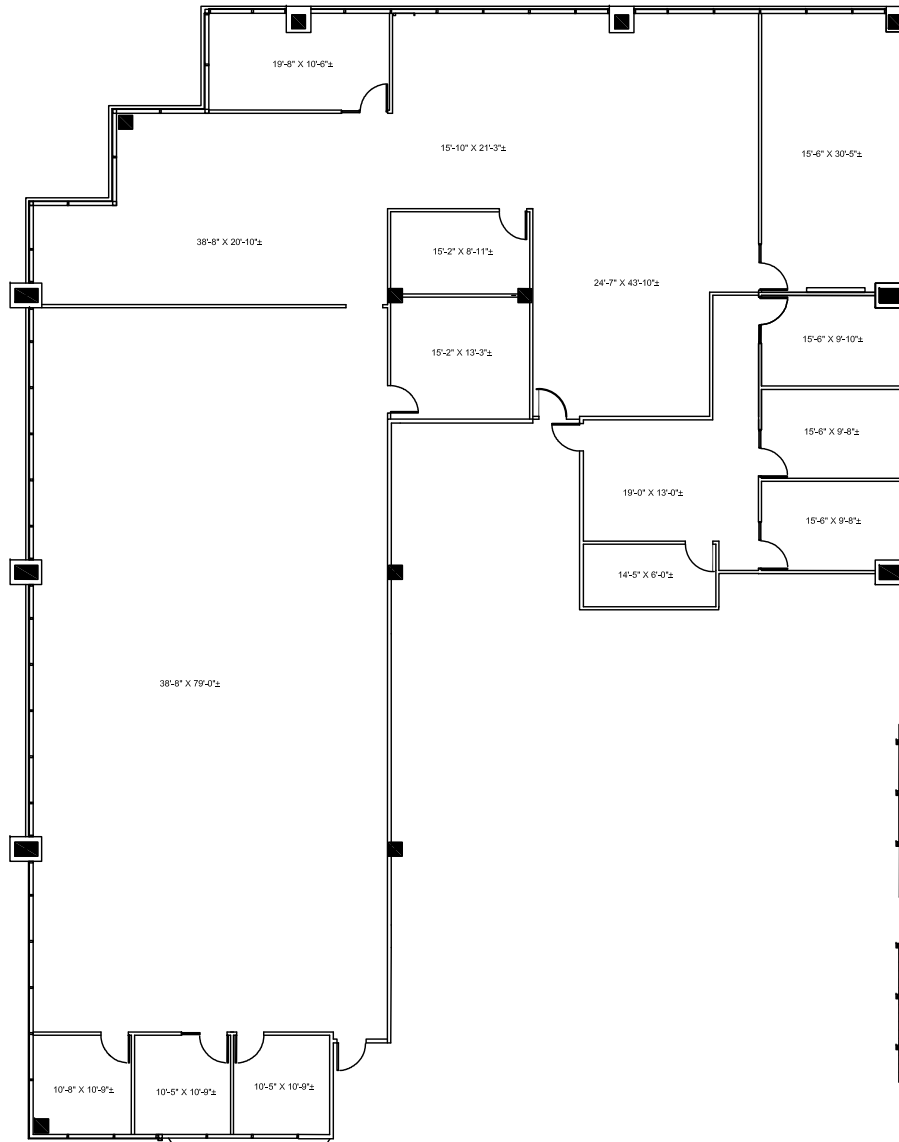 19'-8" X 10'-6"±
15'-10" X 21'-3"±
15'-6" X 30'-5"±
38'-8" X 20'-10"±
15'-2" X 8'-11"±
24'-7" X 43'-10"±
15'-6" X 9'-10"±
15'-2" X 13'-3"±
15'-6" X 9'-8"±
19'-0" X 13'-0"±
15'-6" X 9'-8"±
14'-5" X 6'-0"±
38'-8" X 79'-0"±
10'-8" X 10'-9"±
10'-5" X 10'-9"±
10'-5" X 10'-9"±